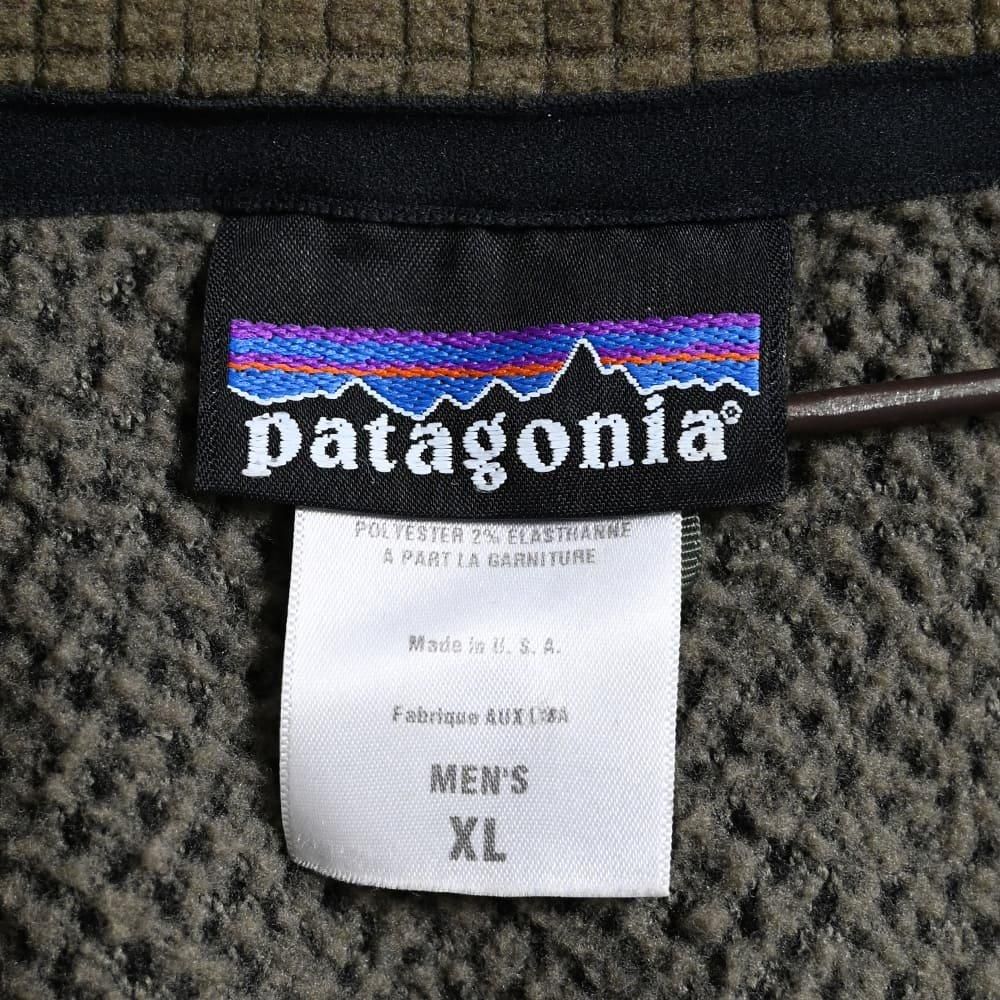 patagonia®
POLYESTER 2% ELASTHANNE
À PART LA GARNITURE
Made in U. S. A.
Fabrique AUX
MEN'S
XL